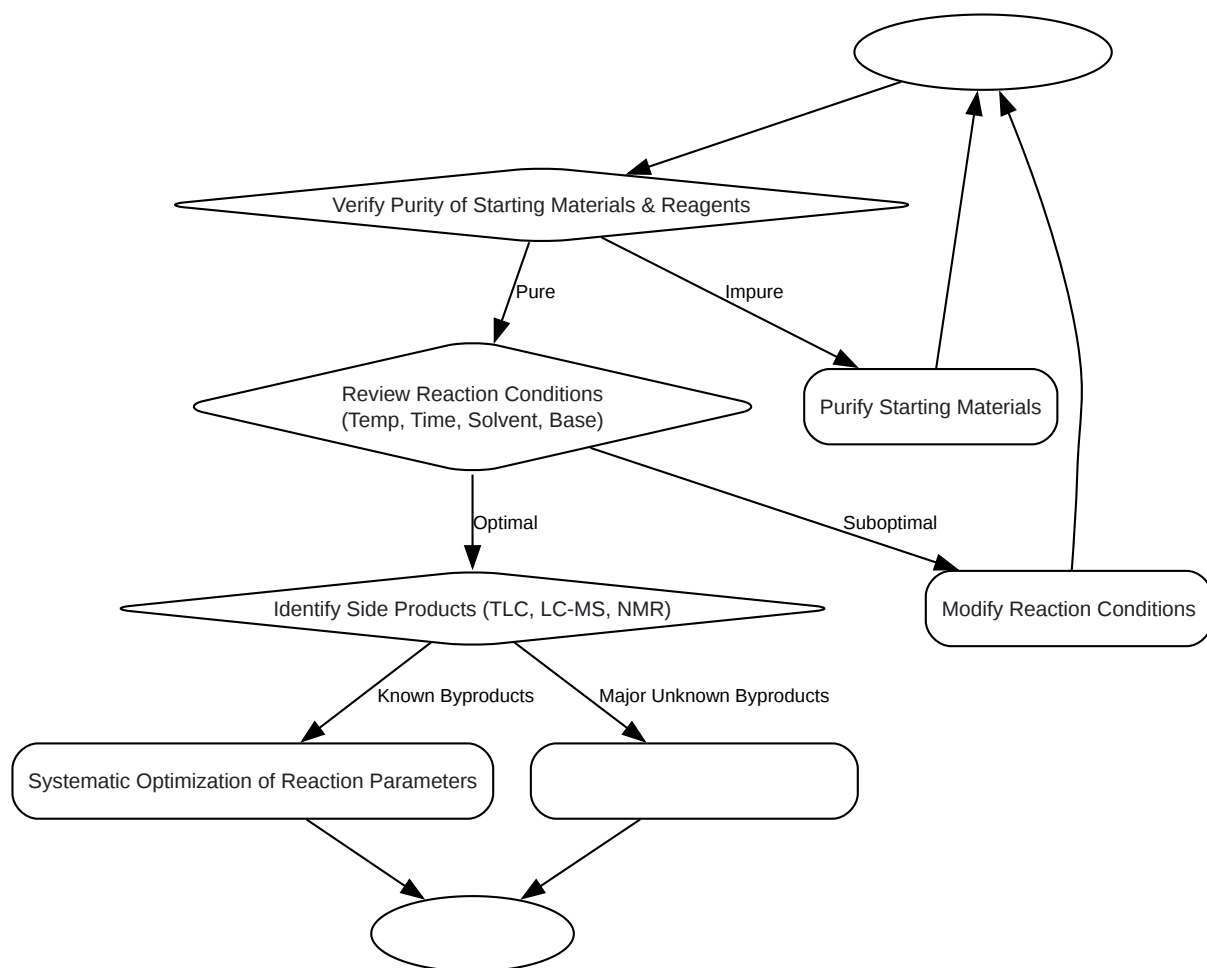 Verify Purity of Starting Materials & Reagents
Pure
Impure
Review Reaction Conditions
(Temp, Time, Solvent, Base)
Purify Starting Materials
Optimal
Suboptimal
Identify Side Products (TLC, LC-MS, NMR)
Modify Reaction Conditions
Known Byproducts
Major Unknown Byproducts
Systematic Optimization of Reaction Parameters